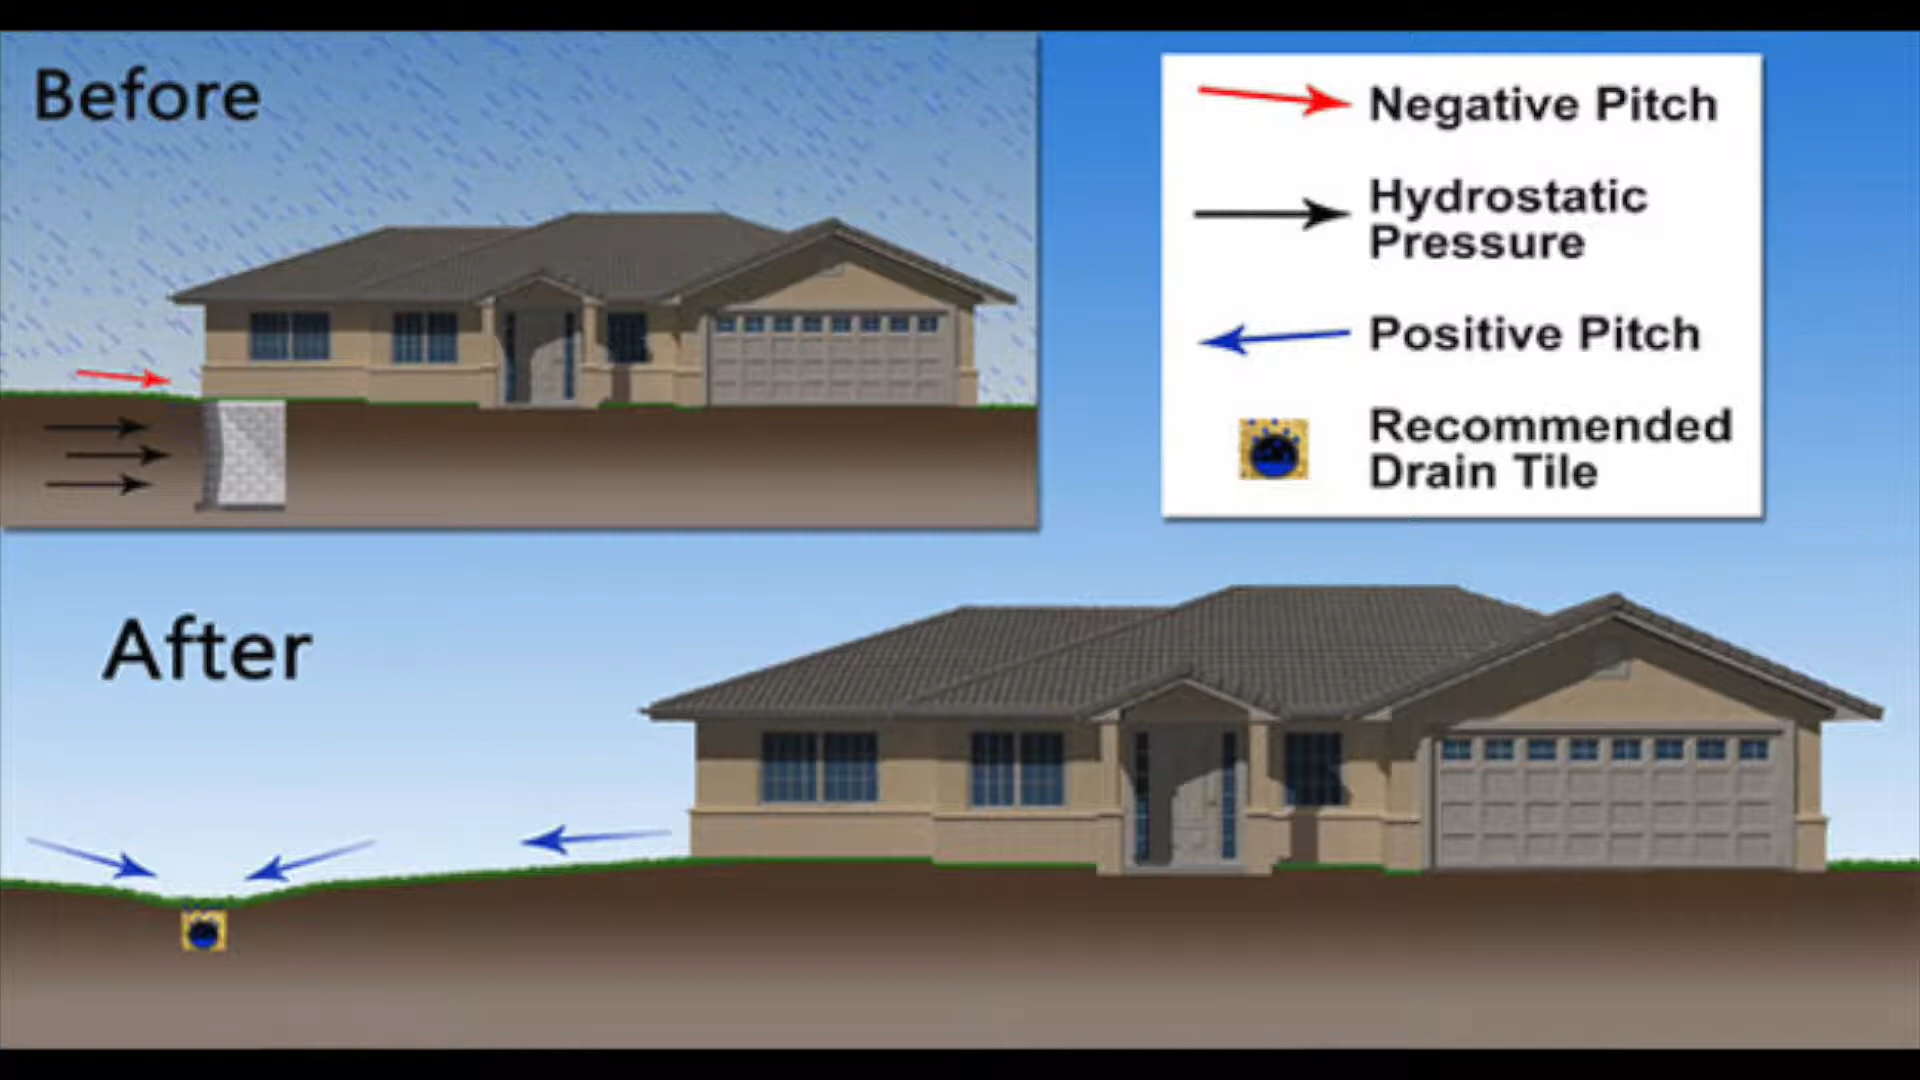 Before
Negative Pitch
Hydrostatic
Pressure
Positive Pitch
Recommended
Drain Tile
After